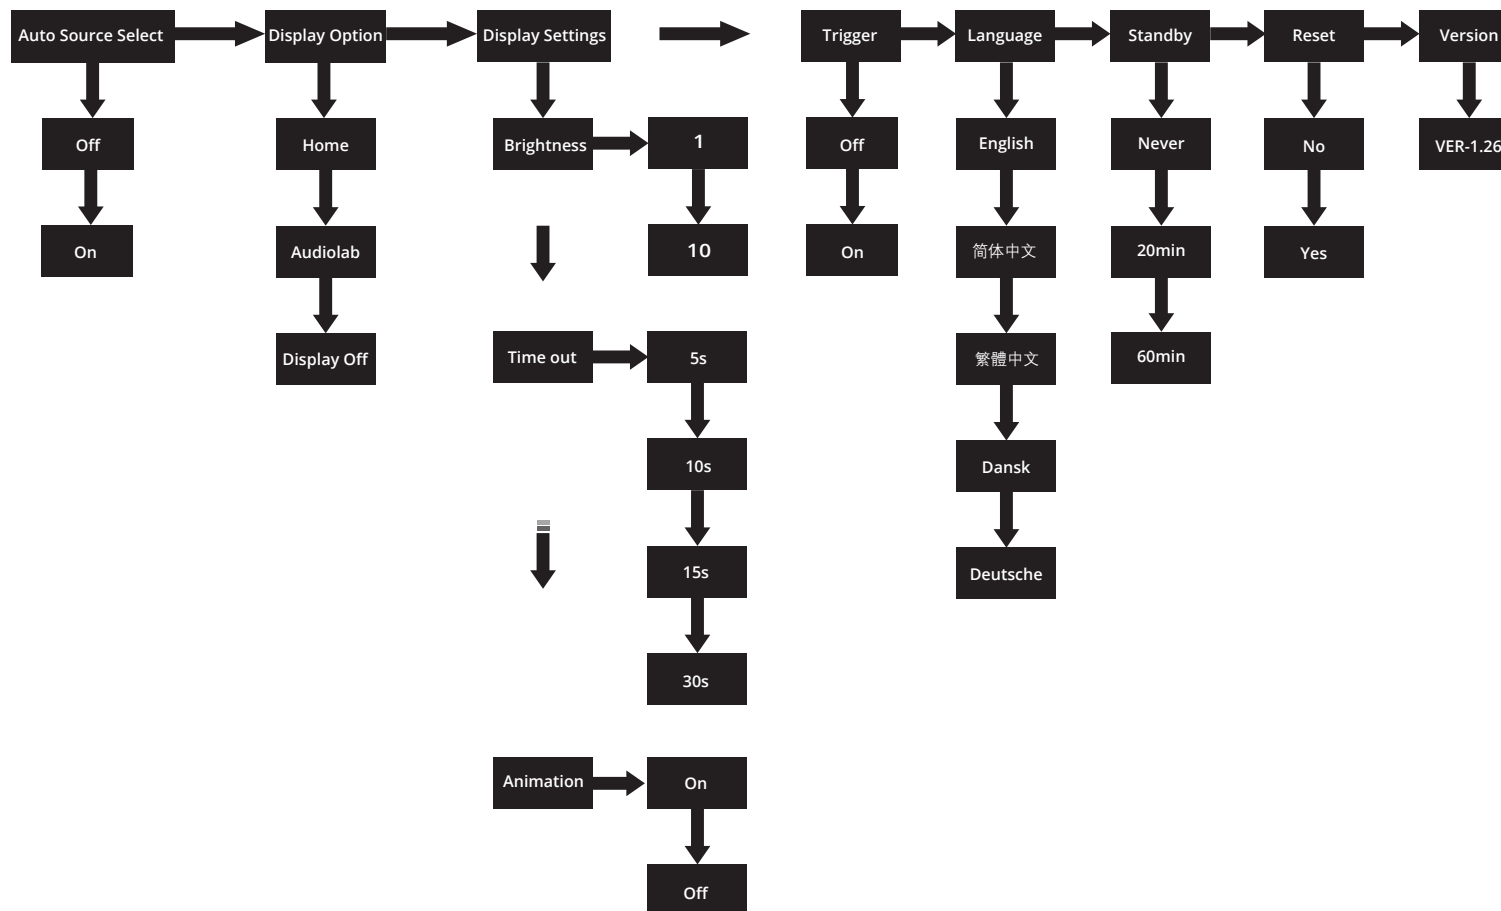 Auto Source Select
Display Option
Display Settings
Trigger
Language
Standby
Reset
Version
Off
Home
Brightness
1
Off
English
Never
No
VER-1.26
On
Audiolab
10
On
简体中文
20min
Yes
Display Off
Time out
5s
繁體中文
60min
10s
Dansk
15s
Deutsche
30s
Animation
On
Off